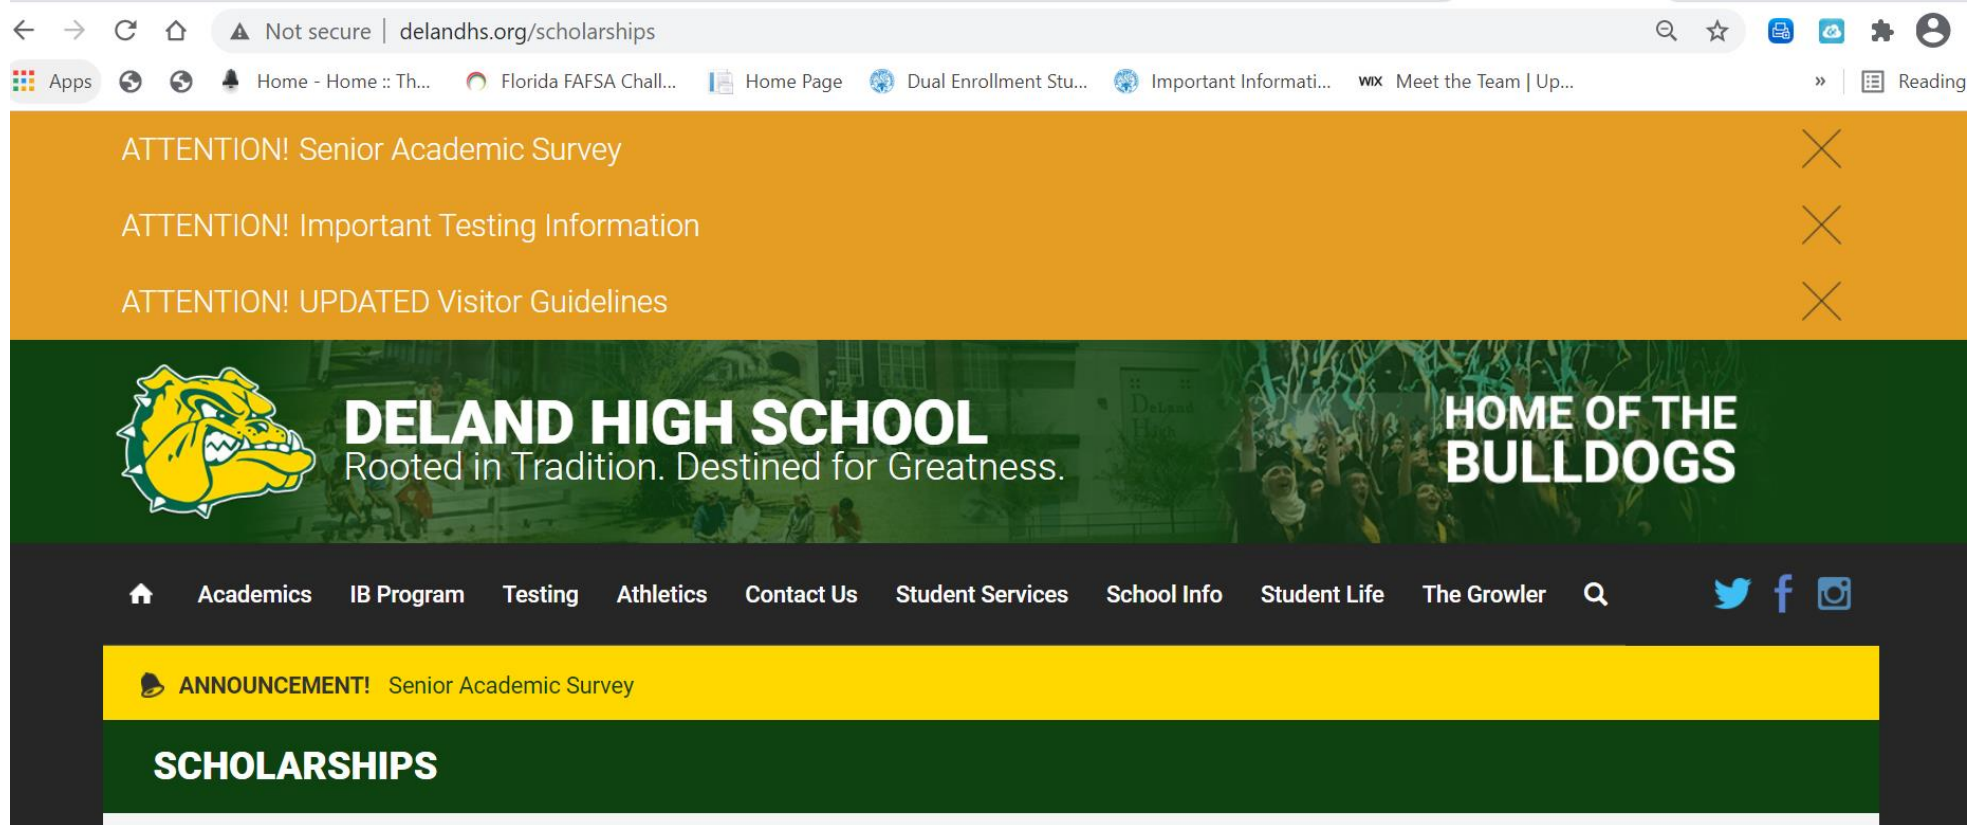 Not secure | delandhs.org/scholarships
Apps Home - Home :: Th... Florida FAFSA Chall... Home Page Dual Enrollment Stu... Important Informati... WIX Meet the Team | Up... » Reading
ATTENTION! Senior Academic Survey
ATTENTION! Important Testing Information
ATTENTION! UPDATED Visitor Guidelines
DELAND HIGH SCHOOL
Rooted in Tradition. Destined for Greatness.
DeLand
High
HOME OF THE
BULLDOGS
Academics IB Program Testing Athletics Contact Us Student Services School Info Student Life The Growler
ANNOUNCEMENT! Senior Academic Survey
SCHOLARSHIPS